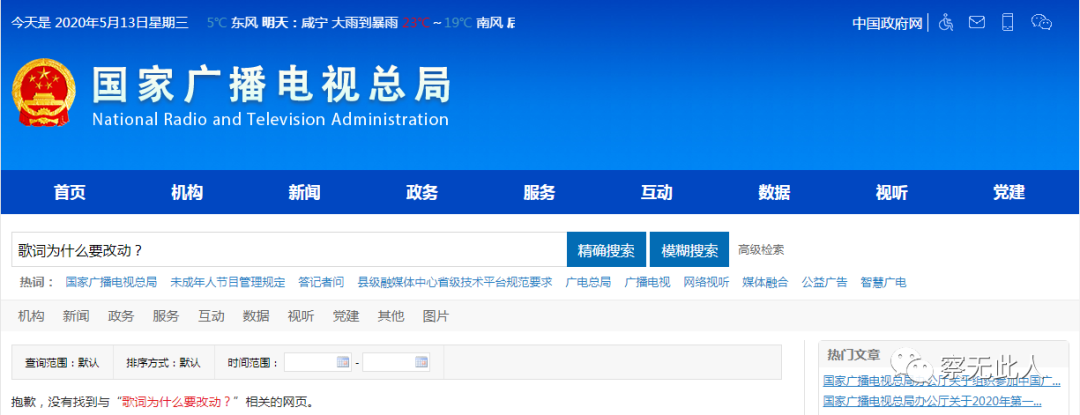 今天是 2020年5月13日星期三 5℃ 东风 明天：咸宁 大雨到暴雨 23℃ ~ 19℃ 南风
中国政府网
国家广播电视总局
National Radio and Television Administration
首页 机构 新闻 政务 服务 互动 数据 视听 党建
歌词为什么要改动？ 精确搜索 模糊搜索 高级检索
热词： 国家广播电视总局 未成年人节目管理规定 答记者问 县级融媒体中心省级技术平台规范要求 广电总局 广播电视 网络视听 媒体融合 公益广告 智慧广电
机构 新闻 政务 服务 互动 数据 视听 党建 其他 图片
查询范围：默认 排序方式：默认 时间范围： -
热门文章
察无此人
国家广播电视总局办公厅关于组织参加中国广...
国家广播电视总局办公厅关于2020年第一...
抱歉，没有找到与“歌词为什么要改动？”相关的网页。